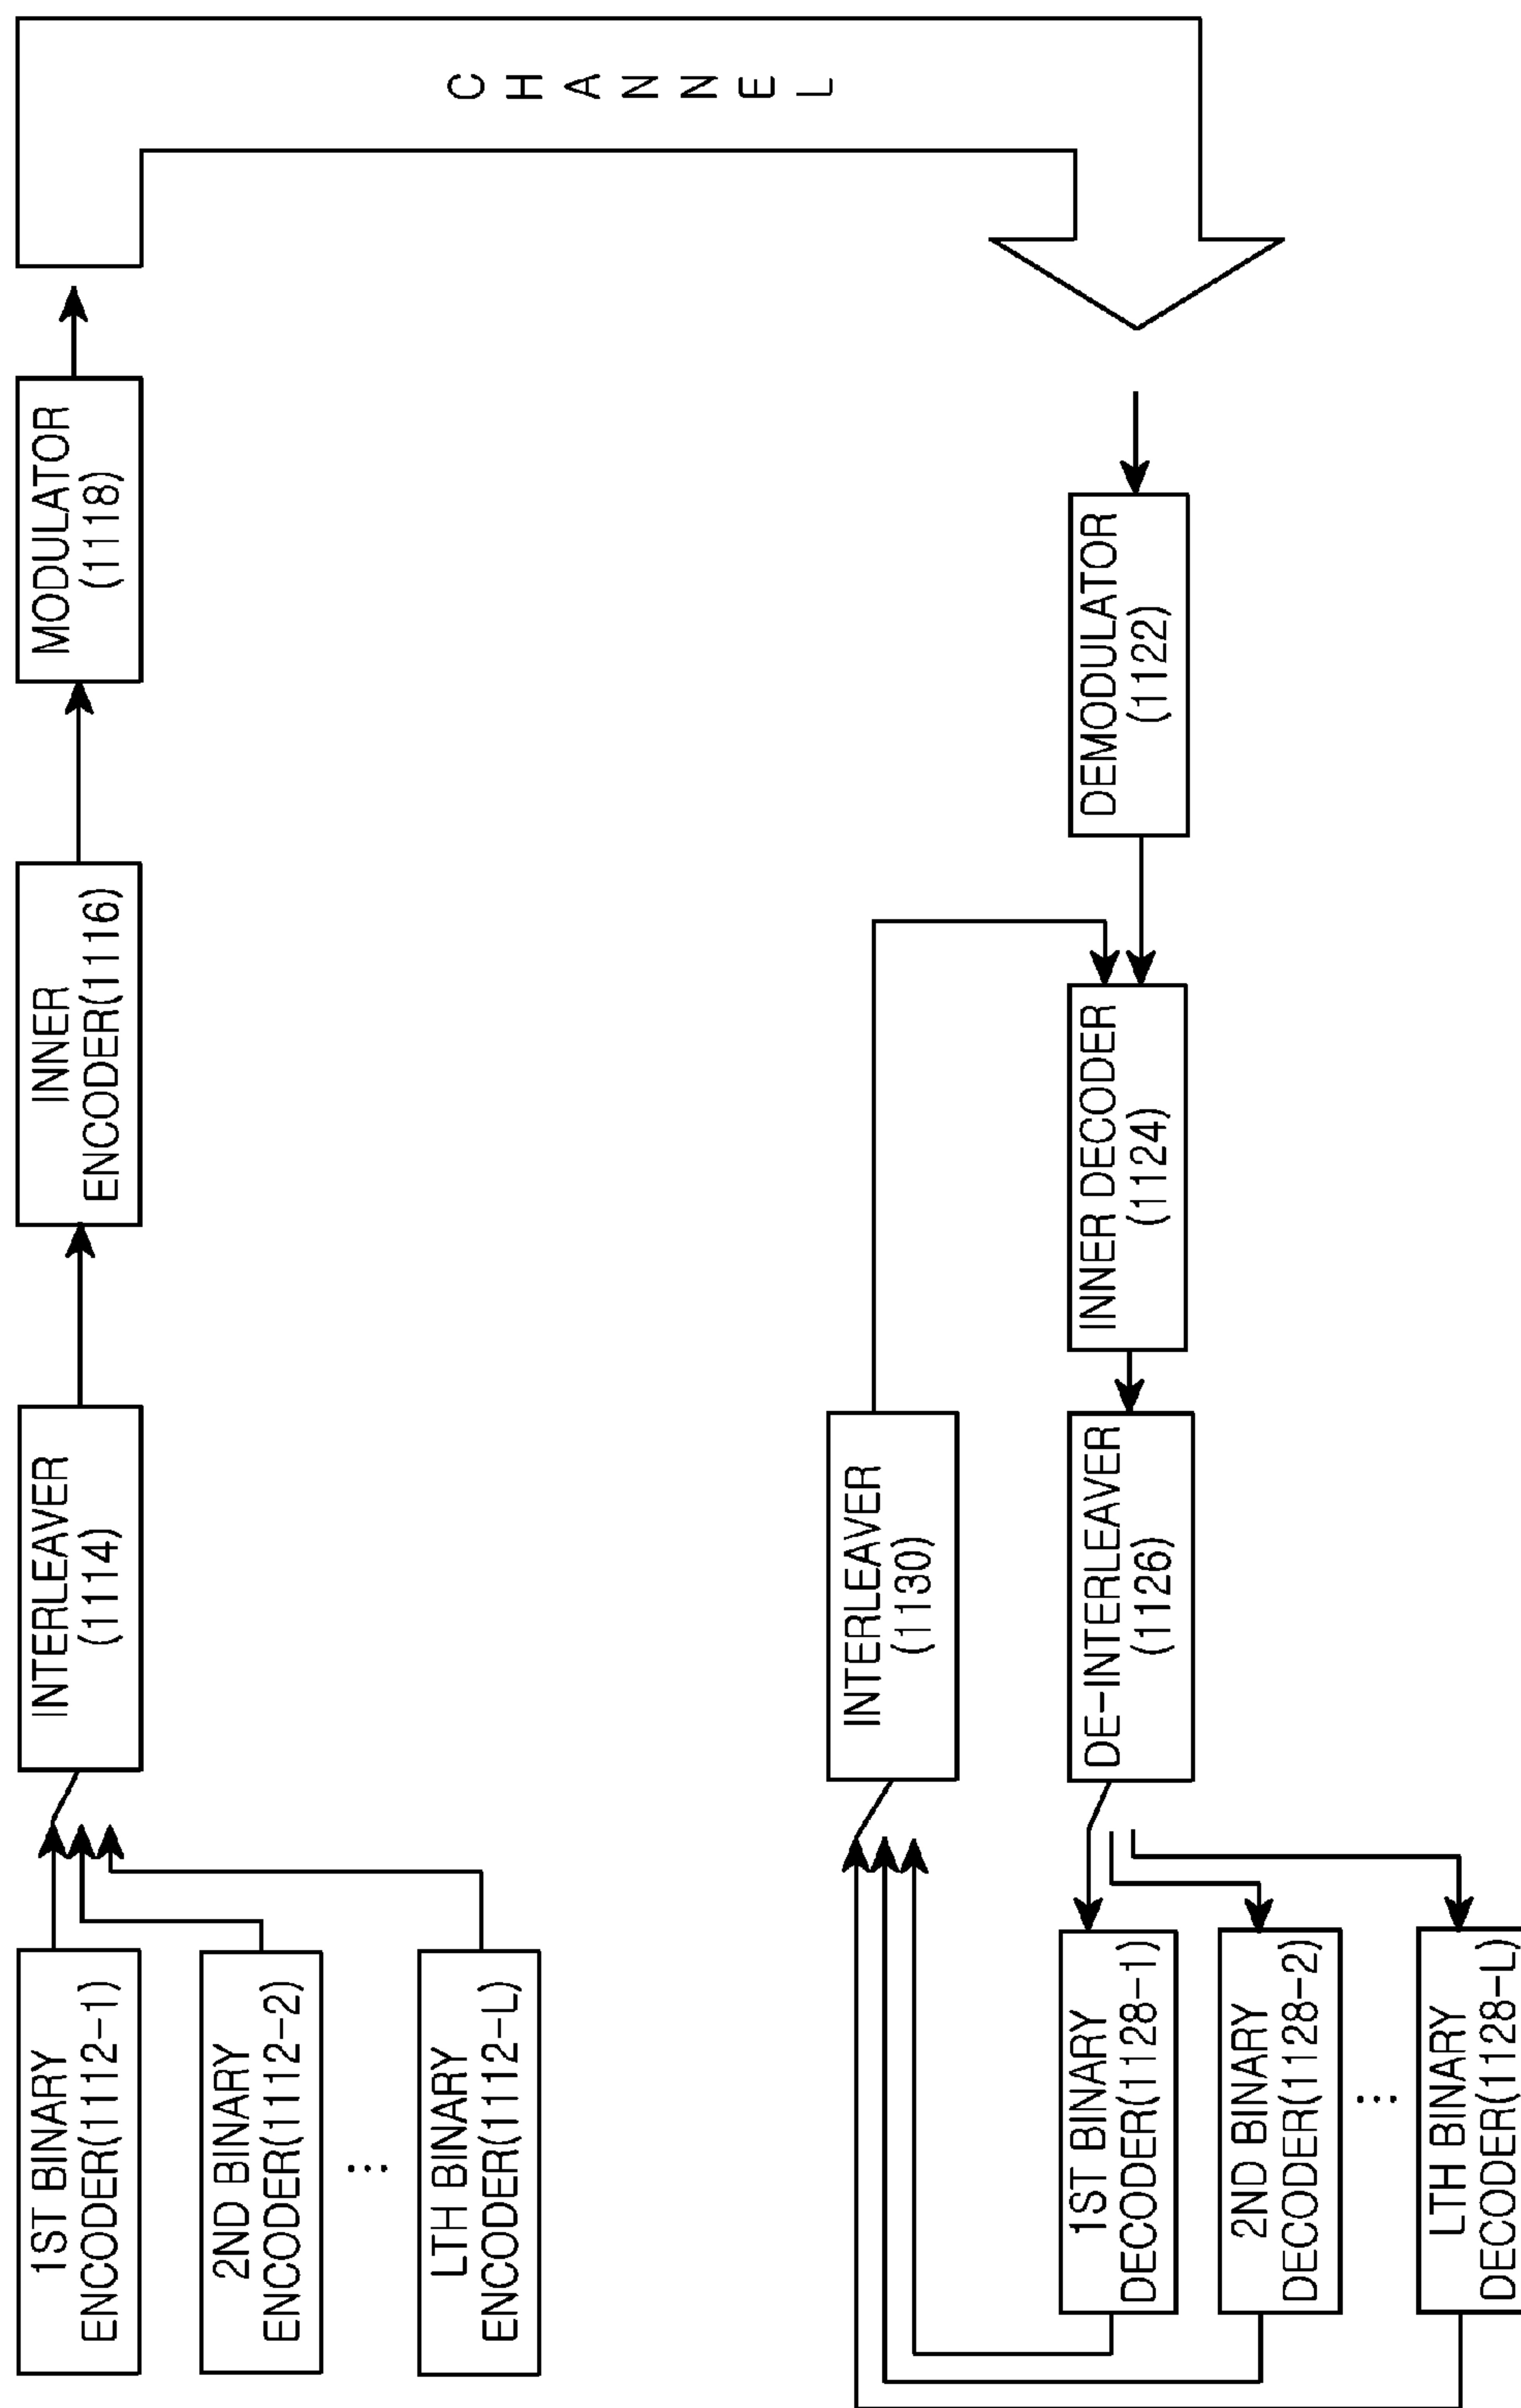 1ST BINARY
ENCODER(1112-1)
2ND BINARY
ENCODER(1112-2)
⋮
LTH BINARY
ENCODER(1112-L)
INTERLEAVER
(1114)
INNER
ENCODER(1116)
MODULATOR
(1118)
CHANNEL
DEMODULATOR
(1122)
INNER DECODER
(1124)
INTERLEAVER
(1130)
DE-INTERLEAVER
(1126)
1ST BINARY
DECODER(1128-1)
2ND BINARY
DECODER(1128-2)
⋮
LTH BINARY
DECODER(1128-L)